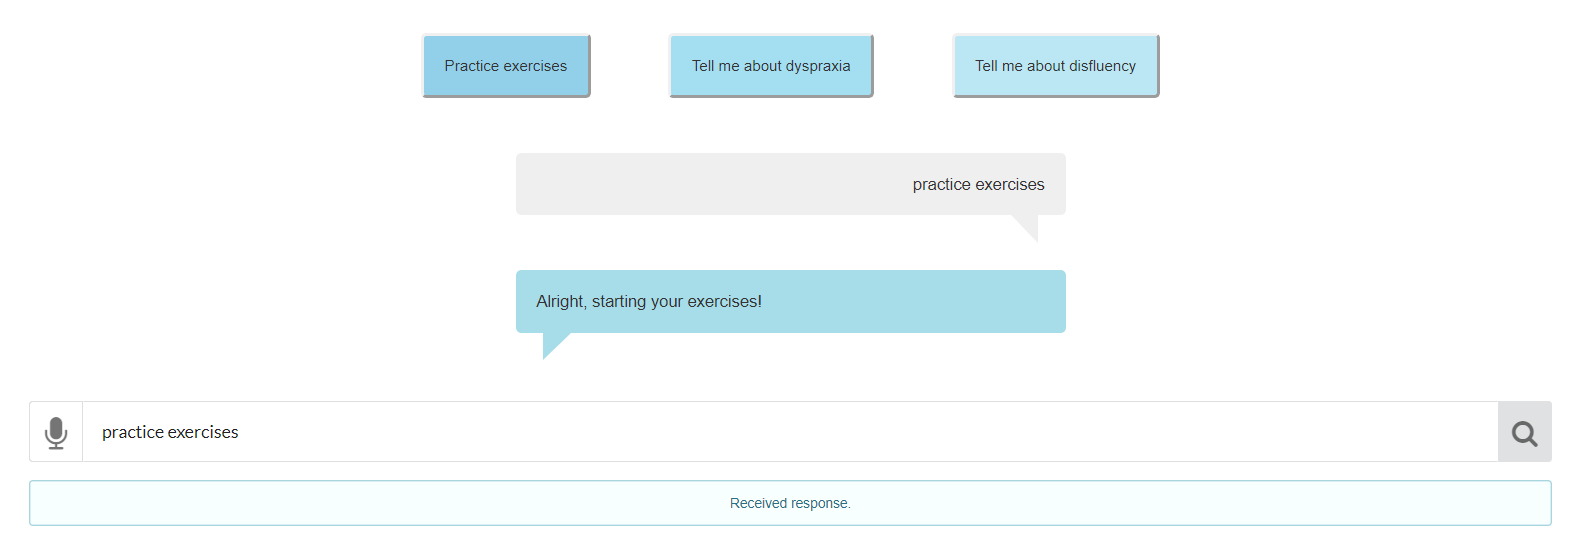 Practice exercises
Tell me about dyspraxia
Tell me about disfluency
practice exercises
Alright, starting your exercises!
practice exercises
Received response.